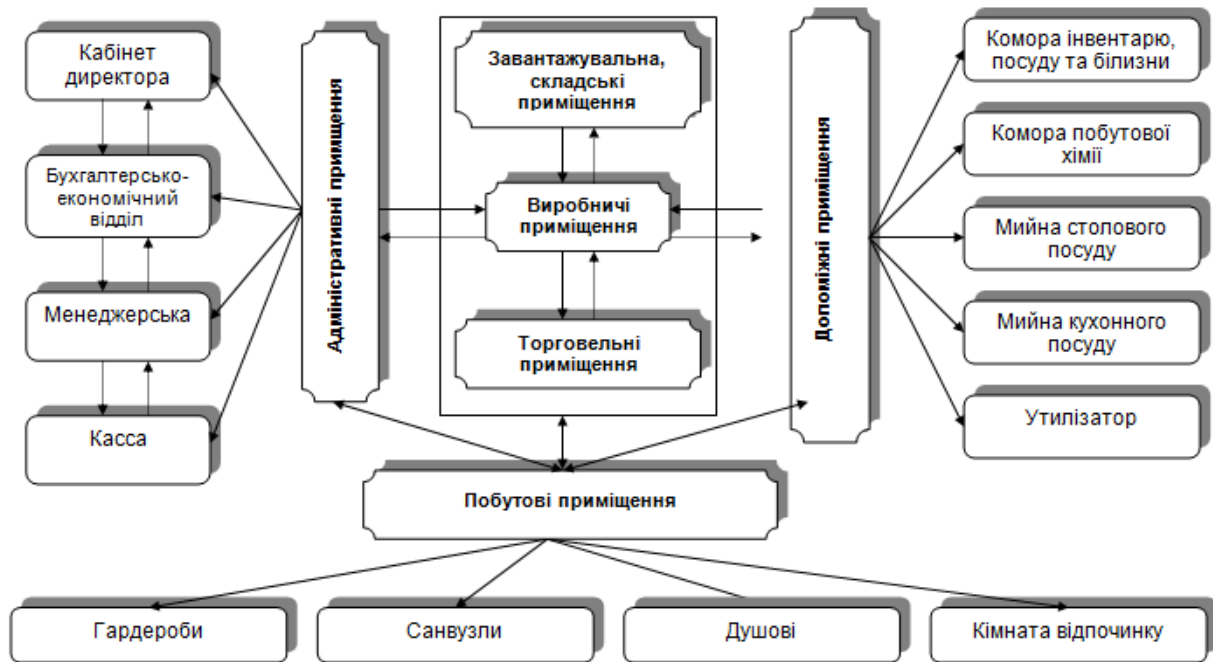 Кабінет
директора
Бухгалтерсько-
економічний
відділ
Менеджерська
Касса
Адміністративні примщення
Завантажувальна,
складські
приміщення
Виробничі
приміщення
Торговельні
приміщення
Допоміжні приміщення
Комора інвентарю,
посуду та білизни
Комора побутової
хімії
Мийна столового
посуду
Мийна кухонного
посуду
Утилізатор
Побутові приміщення
Гардероби
Санвузли
Душові
Кімната відпочинку